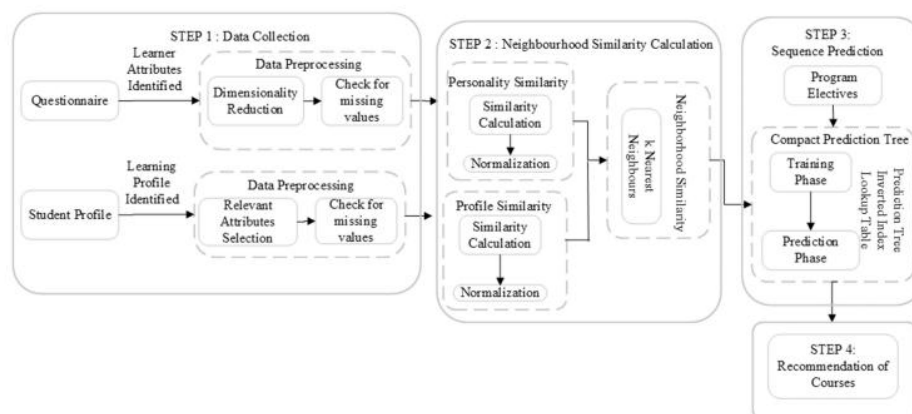 STEP 1 : Data Collection
Learner
Attributes
Identified
Questionnaire
Data Preprocessing
Dimensionality
Reduction
Check for
missing
values
Learning
Profile
Identified
Student Profile
Data Preprocessing
Relevant
Attributes
Selection
Check for
missing
values
STEP 2 : Neighbourhood Similarity Calculation
Personality Similarity
Similarity
Calculation
Normalization
Profile Similarity
Similarity
Calculation
Normalization
k Nearest
Neighbours
Neighborhood Similarity
STEP 3:
Sequence Prediction
Program
Electives
Compact Prediction Tree
Training
Phase
Prediction
Phase
Prediction Tree
Inverted Index
Lookup Table
STEP 4:
Recommendation of
Courses